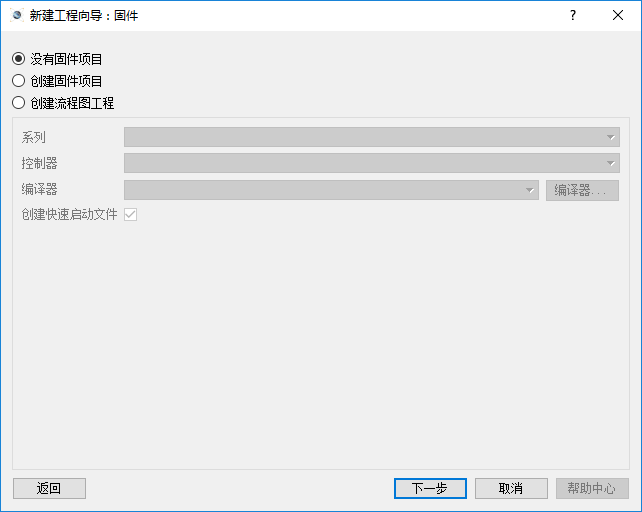 新建工程向导：固件
?
没有固件项目
创建固件项目
创建流程图工程
系列
控制器
编译器
编译器...
创建快速启动文件
返回
下一步
取消
帮助中心